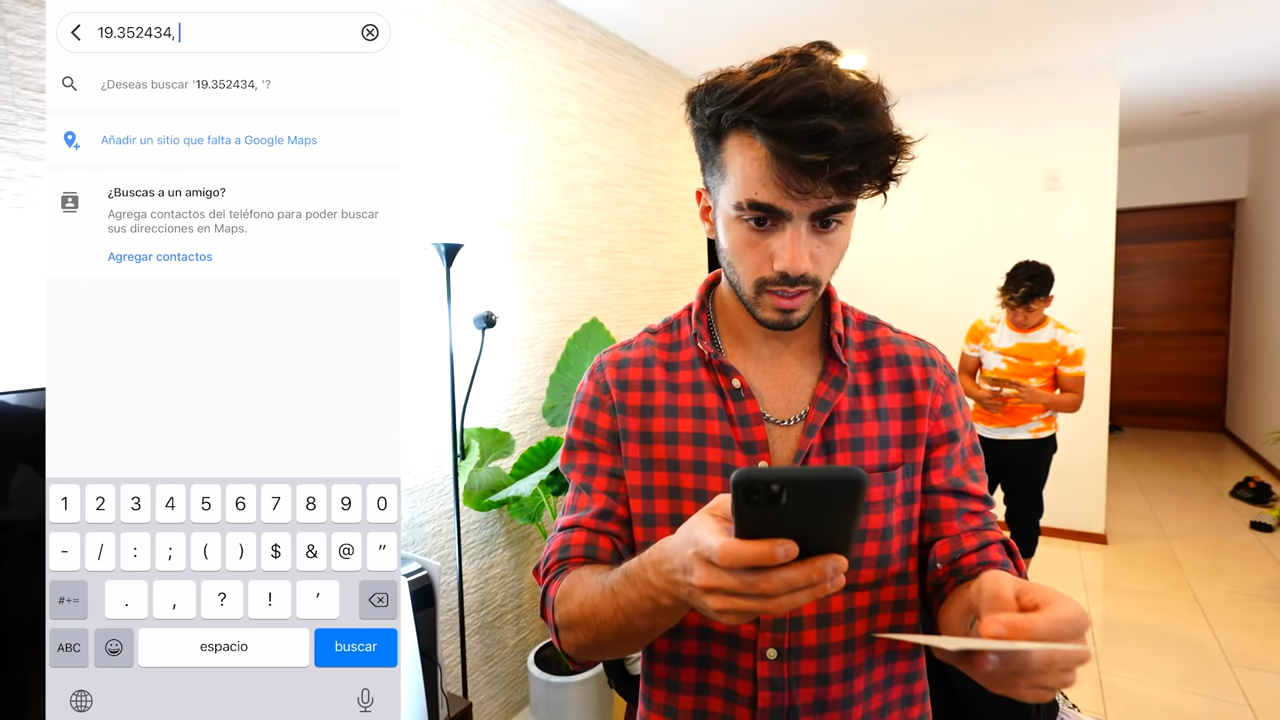 19.352434,
¿Deseas buscar '19.352434, '?
Añadir un sitio que falta a Google Maps
¿Buscas a un amigo?
Agrega contactos del teléfono para poder buscar
sus direcciones en Maps.
Agregar contactos
1 2 3 4 5 6 7 8 9 0
- / : ; ( ) $ & @ "
#+= . , ? ! '
ABC espacio buscar